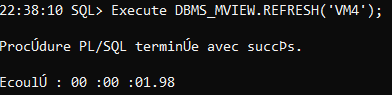 22:38:10 SQL> Execute DBMS_MVIEW.REFRESH('VM4');
ProcÚdure PL/SQL terminÚe avec succÞs.
EcoulÚ : 00 :00 :01.98